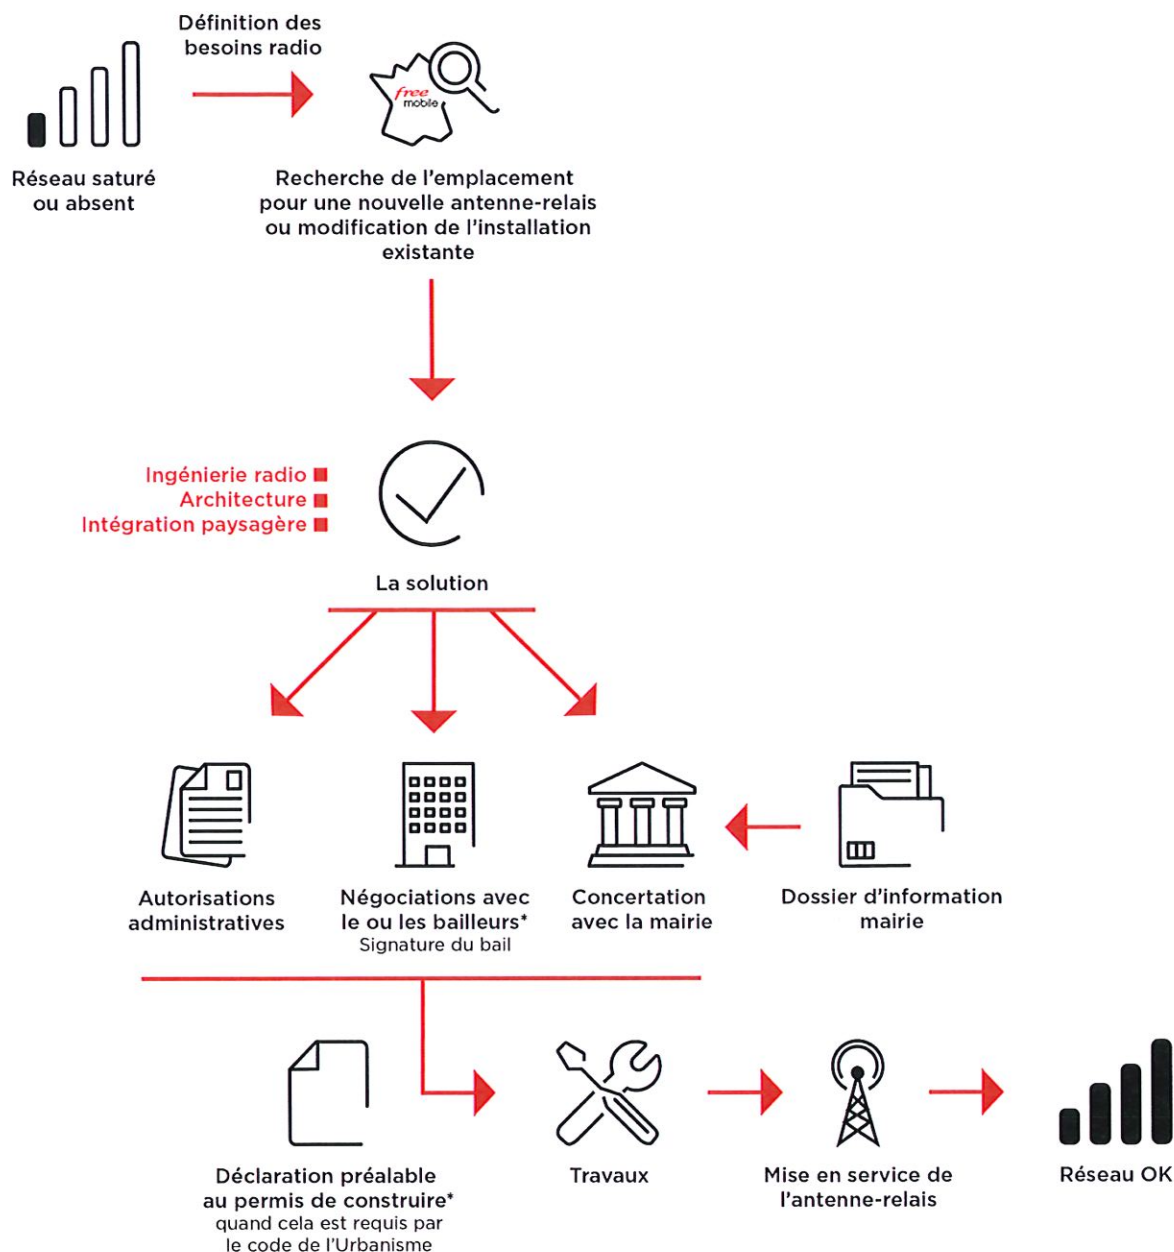 Définition des
besoins radio
free
mobile
Réseau saturé
ou absent
Recherche de l'emplacement
pour une nouvelle antenne-relais
ou modification de l'installation
existante
Ingénierie radio
Architecture
Intégration paysagère
La solution
Autorisations
administratives
Négociations avec
le ou les bailleurs*
Signature du bail
Concertation
avec la mairie
Dossier d'information
mairie
Déclaration préalable
au permis de construire*
quand cela est requis par
le code de l'Urbanisme
Travaux
Mise en service de
l'antenne-relais
Réseau OK